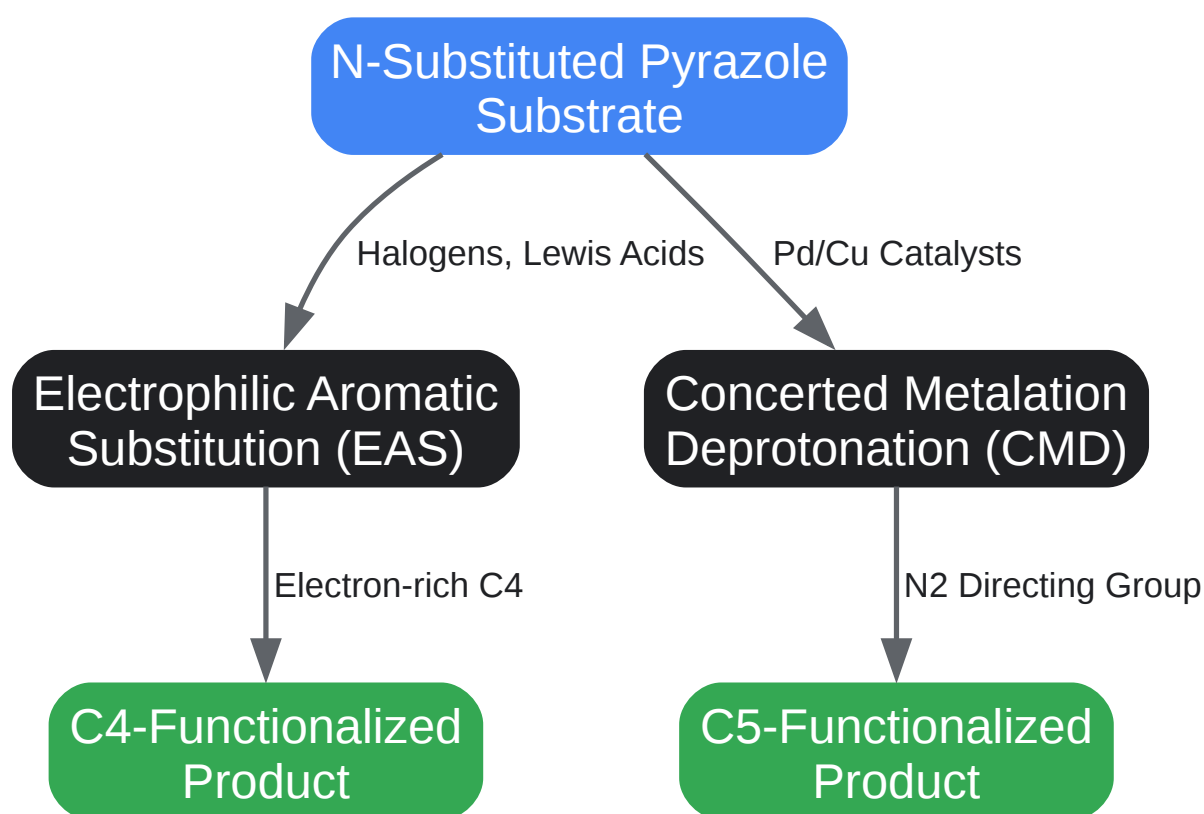 N-Substituted Pyrazole
Substrate
Halogens, Lewis Acids
Pd/Cu Catalysts
Electrophilic Aromatic
Substitution (EAS)
Concerted Metalation
Deprotonation (CMD)
Electron-rich C4
N2 Directing Group
C4-Functionalized
Product
C5-Functionalized
Product